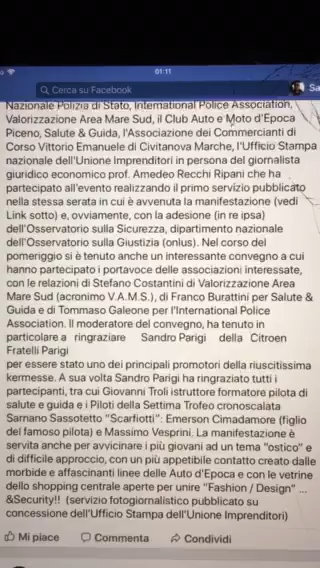 01:11
Cerca su Facebook
Sa
Nazionale Polizia di Stato, International Police Association,
Valorizzazione Area Mare Sud, il Club Auto e Moto d'Epoca
Piceno, Salute & Guida, l'Associazione dei Commercianti di
Corso Vittorio Emanuele di Civitanova Marche, l'Ufficio Stampa
nazionale dell'Unione Imprenditori in persona del giornalista
giuridico economico prof. Amedeo Recchi Ripani che ha
partecipato all'evento realizzando il primo servizio pubblicato
nella stessa serata in cui è avvenuta la manifestazione (vedi
Link sotto) e, ovviamente, con la adesione (in re ipsa)
dell'Osservatorio sulla Sicurezza, dipartimento nazionale
dell'Osservatorio sulla Giustizia (onlus). Nel corso del
pomeriggio si è tenuto anche un interessante convegno a cui
hanno partecipato i portavoce delle associazioni interessate,
con le relazioni di Stefano Costantini di Valorizzazione Area
Mare Sud (acronimo V.A.M.S.), di Franco Burattini per Salute &
Guida e di Tommaso Galeone per l'International Police
Association. Il moderatore del convegno, ha tenuto in
particolare a ringraziare Sandro Parigi della Citroen
Fratelli Parigi
per essere stato uno dei principali promotori della riuscitissima
kermesse. A sua volta Sandro Parigi ha ringraziato tutti i
partecipanti, tra cui Giovanni Troli istruttore formatore pilota di
salute e guida e i Piloti della Settima Trofeo cronoscalata
Sarnano Sassotetto “Scarfiotti”: Emerson Cimadamore (figlio
del famoso pilota) e Massimo Vesprini. La manifestazione è
servita anche per avvicinare i più giovani ad un tema “ostico” e
di difficile approccio, con un più appetibile contatto creato dalle
morbide e affascinanti linee delle Auto d'Epoca e con le vetrine
dello shopping centrale aperte per unire “Fashion / Design” ...
&Security!! (servizio fotogiornalistico pubblicato su
concessione dell'Ufficio Stampa dell'Unione Imprenditori)
Mi piace Commenta Condividi